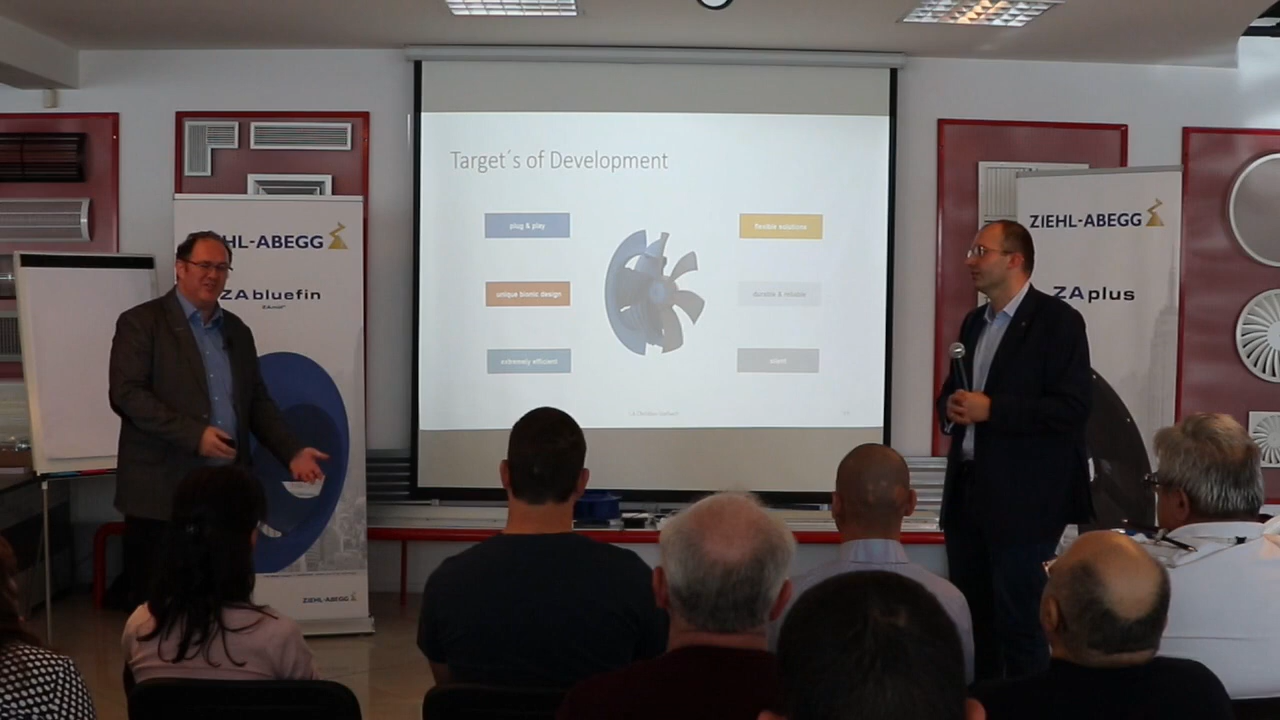 Target´s of Development
plug & play
flexible solutions
unique bionic design
durable & reliable
extremely efficient
silent
HL-ABEGG
ZAbluefin
ZIEHL-ABEGG
ZIEHL-ABEGG
ZAplus